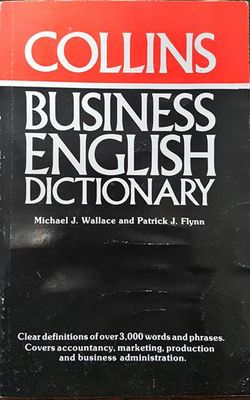 COLLINS
BUSINESS
ENGLISH
DICTIONARY
Michael J. Wallace and Patrick J. Flynn
Clear definitions of over 3,000 words and phrases.
Covers accountancy, marketing, production
and business administration.